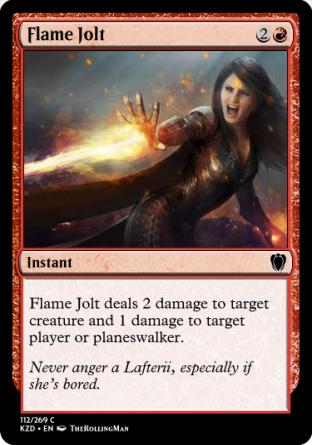 Flame Jolt 2
Instant
Flame Jolt deals 2 damage to target
creature and 1 damage to target
player or planeswalker.
Never anger a Lafterii, especially if
she's bored.
112/269 C
KZD • EN TheRollingMan